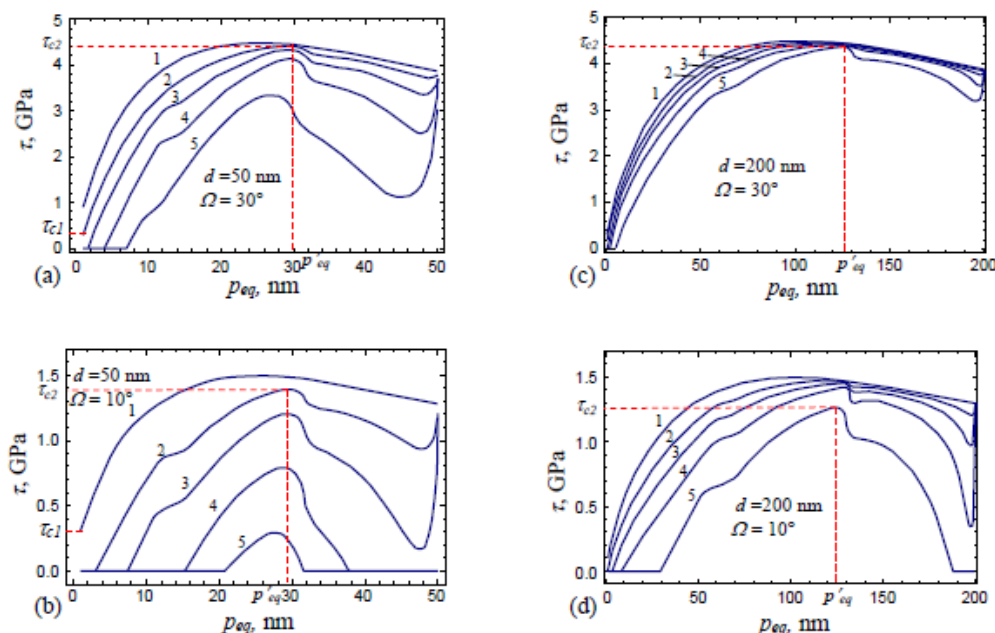 5
τc2
4
3
2
1
τc1
0
τ, GPa
1
2
3
4
5
d =50 nm
Ω = 30°
(a)
0 10 20 30 40 50
p'eq
peq, nm
5
τc2
4
3
2
1
0
τ, GPa
4
3
2
1
5
d =200 nm
Ω = 30°
(c)
0 50 100 150 200
p'eq
peq, nm
1.5
τc2
1.0
0.5
τc1
0.0
τ, GPa
d =50 nm
Ω = 10°
1
2
3
4
5
(b)
0 10 20 30 40 50
p'eq
peq, nm
1.5
τc2
1.0
0.5
0.0
τ, GPa
1
2
3
4
5
d =200 nm
Ω = 10°
(d)
0 50 100 150 200
p'eq
peq, nm